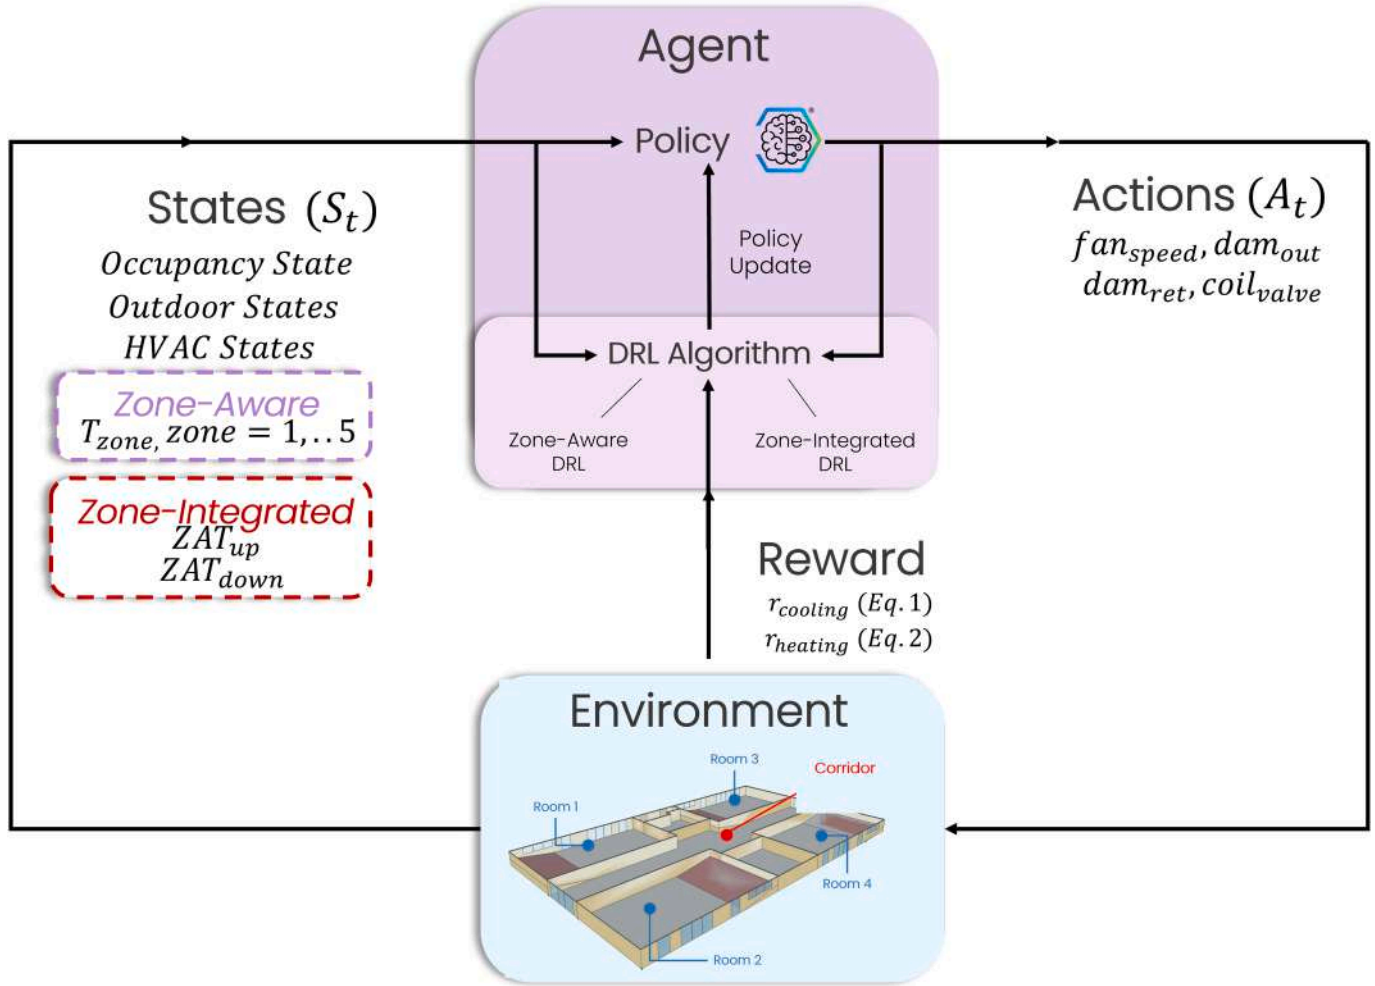 Agent
Policy
®
States (S_t)
Occupancy State
Outdoor States
HVAC States
Zone-Aware
T_zone, zone = 1,..5
Zone-Integrated
ZAT_up
ZAT_down
Policy
Update
DRL Algorithm
Zone-Aware
DRL
Zone-Integrated
DRL
Actions (A_t)
fan_speed, dam_out
dam_ret, coil_valve
Reward
r_cooling (Eq. 1)
r_heating (Eq. 2)
Environment
Room 3
Corridor
Room 1
Room 4
Room 2